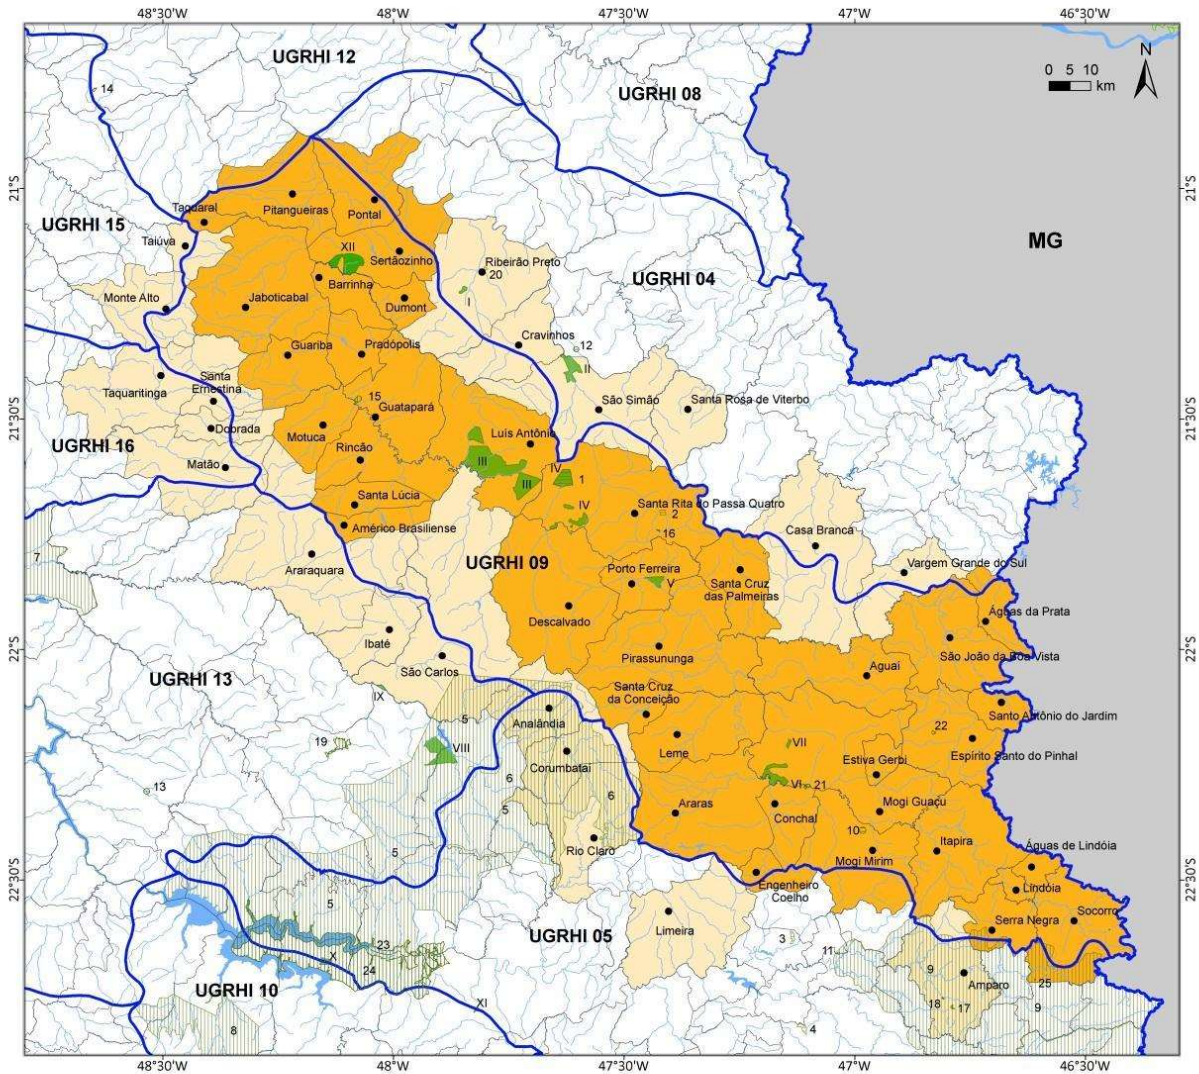 48°30'W
48°W
47°30'W
47°W
46°30'W
UGRHI 12
N
0 5 10
km
14
UGRHI 08
21°S
21°S
Taquaral
Pitangueiras
Pontal
UGRHI 15
MG
Taiúva
XII
Sertãozinho
Ribeirão Preto
20
UGRHI 04
Barrinha
I
Monte Alto
Jaboticabal
Dumont
Cravinhos
12
Guariba
Pradópolis
II
Taquaritinga
Santa
Ernestina
15
Guatapará
São Simão
Santa Rosa de Viterbo
21°30'S
21°30'S
Dobrada
Motuca
Luis Antônio
UGRHI 16
Rincão
Matão
III
IV
III
1
Santa Lúcia
IV
Santa Rita do Passa Quatro
2
Américo Brasiliense
16
Casa Branca
7
Araraquara
UGRHI 09
Porto Ferreira
Vargem Grande do Sul
V
Santa Cruz
das Palmeiras
Descalvado
Águas da Prata
Ibaté
22°S
22°S
Pirassununga
São João da Boa Vista
São Carlos
Aguaí
UGRHI 13
Santa Cruz
da Conceição
IX
5
Analândia
Santo Antônio do Jardim
22
19
VIII
Leme
VII
Corumbataí
Estiva Gerbi
Espírito Santo do Pinhal
13
6
6
VI
21
5
Araras
Conchal
Mogi Guaçu
10
Rio Claro
Itapira
Águas de Lindóia
5
Mogi Mirim
22°30'S
22°30'S
Engenheiro
Coelho
Lindóia
5
Limeira
Serra Negra
Socorro
UGRHI 05
3
23
11
X
24
9
Amparo
25
UGRHI 10
XI
18
17
9
8
4
48°30'W
48°W
47°30'W
47°W
46°30'W